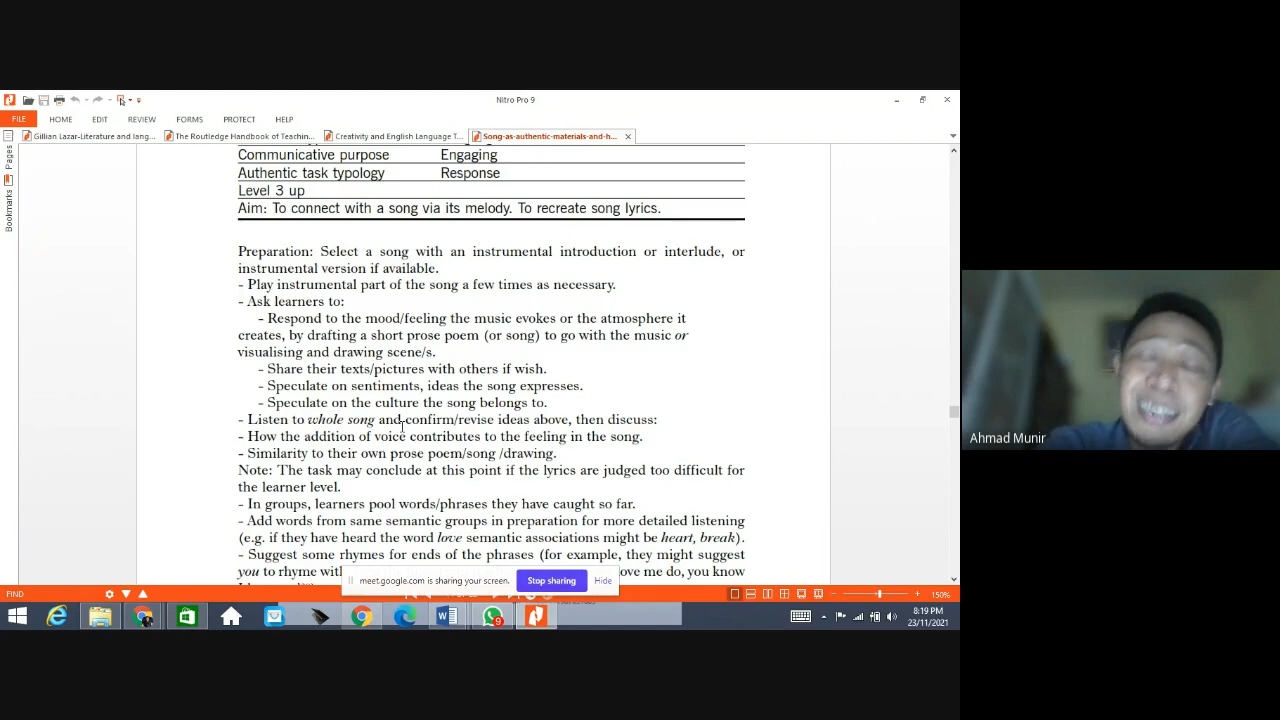 Nitro Pro 9
FILE HOME EDIT REVIEW FORMS PROTECT HELP
Gillian Lazar-Literature and lang... The Routledge Handbook of Teachin... Creativity and English Language T... Song-as-authentic-materials-and-h...
Pages
Bookmarks
Communicative purpose Engaging
Authentic task typology Response
Level 3 up
Aim: To connect with a song via its melody. To recreate song lyrics.
Preparation: Select a song with an instrumental introduction or interlude, or
instrumental version if available.
- Play instrumental part of the song a few times as necessary.
- Ask learners to:
- Respond to the mood/feeling the music evokes or the atmosphere it
creates, by drafting a short prose poem (or song) to go with the music or
visualising and drawing scene/s.
- Share their texts/pictures with others if wish.
- Speculate on sentiments, ideas the song expresses.
- Speculate on the culture the song belongs to.
- Listen to whole song and confirm/revise ideas above, then discuss:
- How the addition of voice contributes to the feeling in the song.
- Similarity to their own prose poem/song /drawing.
Note: The task may conclude at this point if the lyrics are judged too difficult for
the learner level.
- In groups, learners pool words/phrases they have caught so far.
- Add words from same semantic groups in preparation for more detailed listening
(e.g. if they have heard the word love semantic associations might be heart, break).
- Suggest some rhymes for ends of the phrases (for example, they might suggest
you to rhyme with ove me do, you know
meet.google.com is sharing your screen. Stop sharing Hide
FIND 150%
9
8:19 PM
23/11/2021
Ahmad Munir